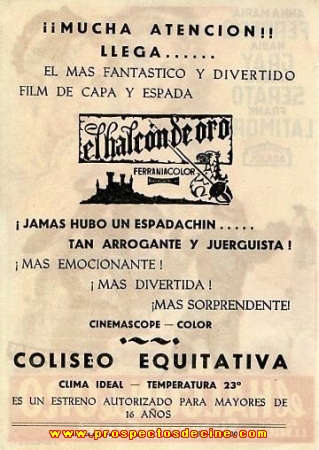 ¡¡MUCHA ATENCION!!
LLEGA......
EL MAS FANTASTICO Y DIVERTIDO
FILM DE CAPA Y ESPADA
el halcón de oro
FERRANIACOLOR
¡JAMAS HUBO UN ESPADACHIN.....
TAN ARROGANTE Y JUERGUISTA!
¡MAS EMOCIONANTE!
¡MAS DIVERTIDA!
¡MAS SORPRENDENTE!
CINEMASCOPE — COLOR
COLISEO EQUITATIVA
CLIMA IDEAL — TEMPERATURA 23º
ES UN ESTRENO AUTORIZADO PARA MAYORES DE
16 AÑOS
www.prospectosdecine.com